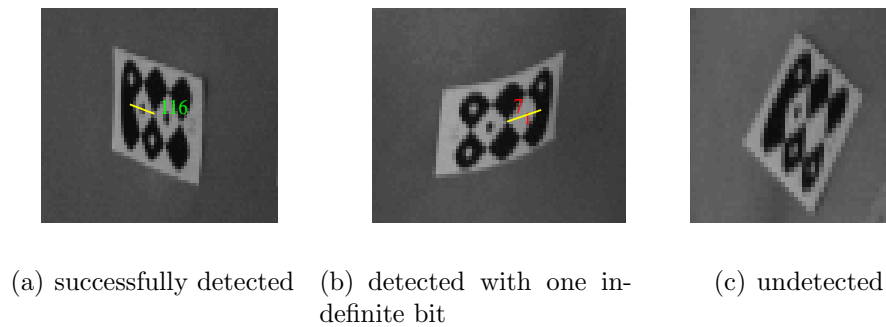 116
7
(a) successfully detected
(b) detected with one in-
definite bit
(c) undetected